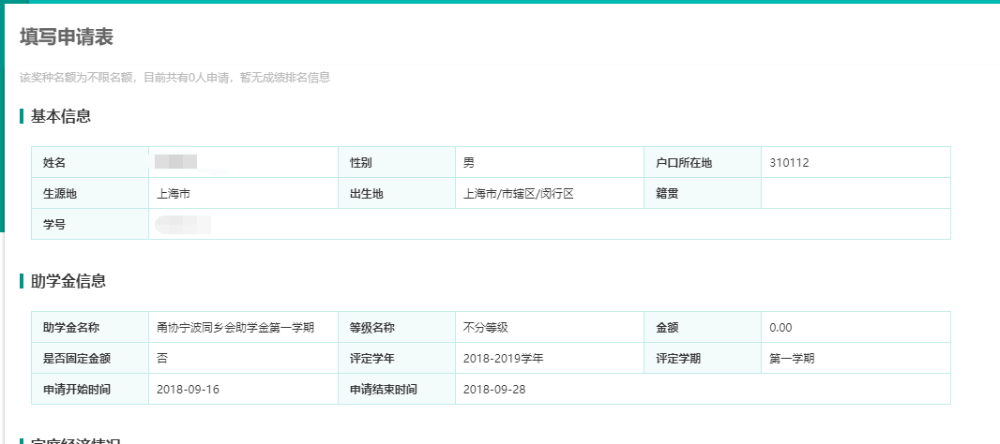 填写申请表
该奖种名额为不限名额，目前共有0人申请，暂无成绩排名信息
基本信息
姓名 性别 男 户口所在地 310112
生源地 上海市 出生地 上海市/市辖区/闵行区 籍贯
学号
助学金信息
助学金名称 甬协宁波同乡会助学金第一学期 等级名称 不分等级 金额 0.00
是否固定金额 否 评定学年 2018-2019学年 评定学期 第一学期
申请开始时间 2018-09-16 申请结束时间 2018-09-28
家庭经济情况